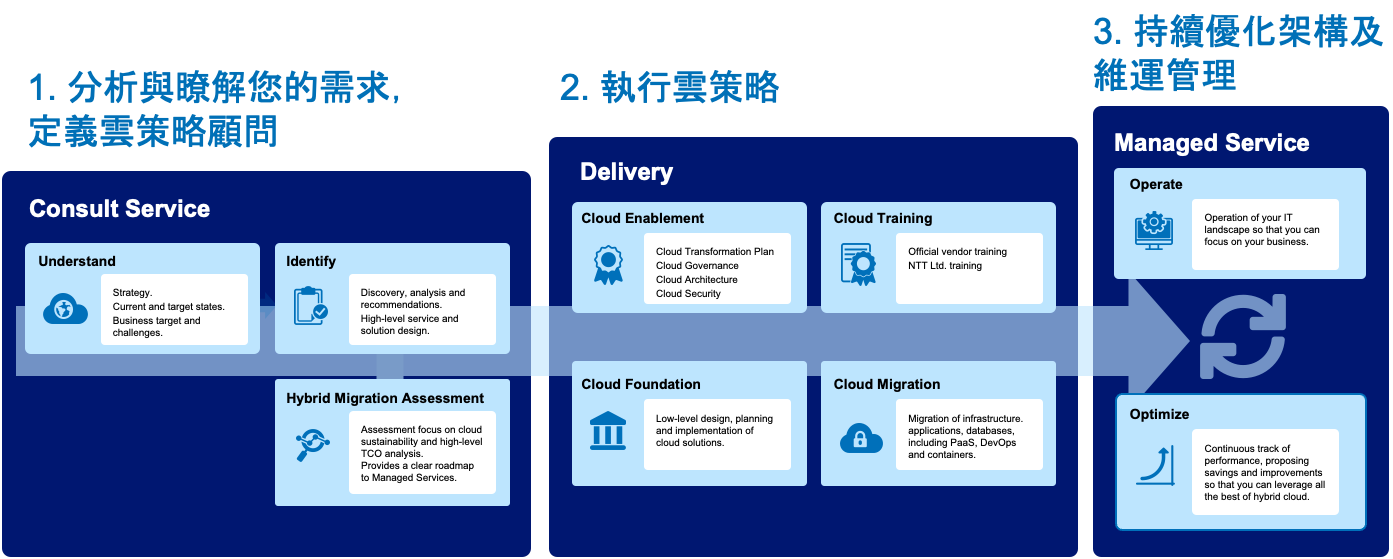 1. 分析與瞭解您的需求,
定義雲策略顧問
Consult Service
Understand
Strategy.
Current and target states.
Business target and
challenges.
Identify
Discovery, analysis and
recommendations.
High-level service and
solution design.
Hybrid Migration Assessment
Assessment focus on cloud
sustainability and high-level
TCO analysis.
Provides a clear roadmap
to Managed Services.
2. 執行雲策略
Delivery
Cloud Enablement
Cloud Transformation Plan
Cloud Governance
Cloud Architecture
Cloud Security
Cloud Training
Official vendor training
NTT Ltd. training
Cloud Foundation
Low-level design, planning
and implementation of
cloud solutions.
Cloud Migration
Migration of infrastructure.
applications, databases,
including PaaS, DevOps
and containers.
3. 持續優化架構及
維運管理
Managed Service
Operate
Operation of your IT
landscape so that you can
focus on your business.
Optimize
Continuous track of
performance, proposing
savings and improvements
so that you can leverage all
the best of hybrid cloud.